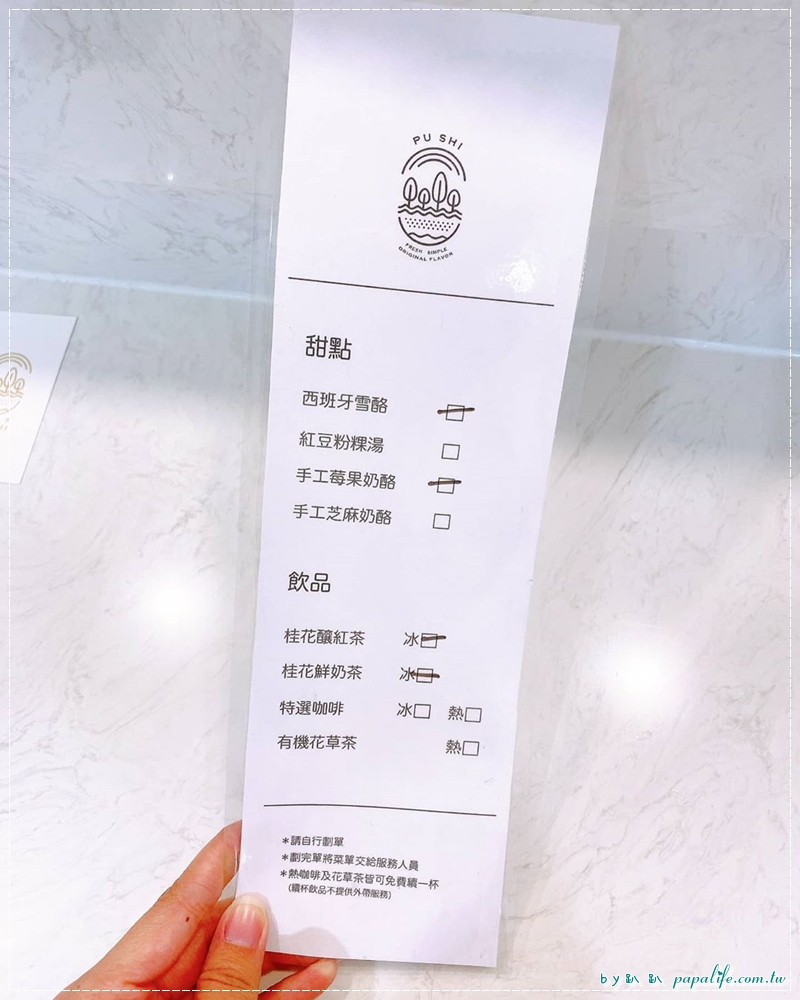 PU SHI
FRESH SIMPLE
ORIGINAL FLAVOR
甜點
西班牙雪酪 □
紅豆粉粿湯 □
手工莓果奶酪 □
手工芝麻奶酪 □
飲品
桂花釀紅茶 冰□
桂花鮮奶茶 冰□
特選咖啡 冰□ 熱□
有機花草茶 熱□
*請自行劃單
*劃完單將菜單交給服務人員
*熱咖啡及花草茶皆可免費續一杯
(續杯飲品不提供外帶服務)
by 趴 趴 papalife.com.tw